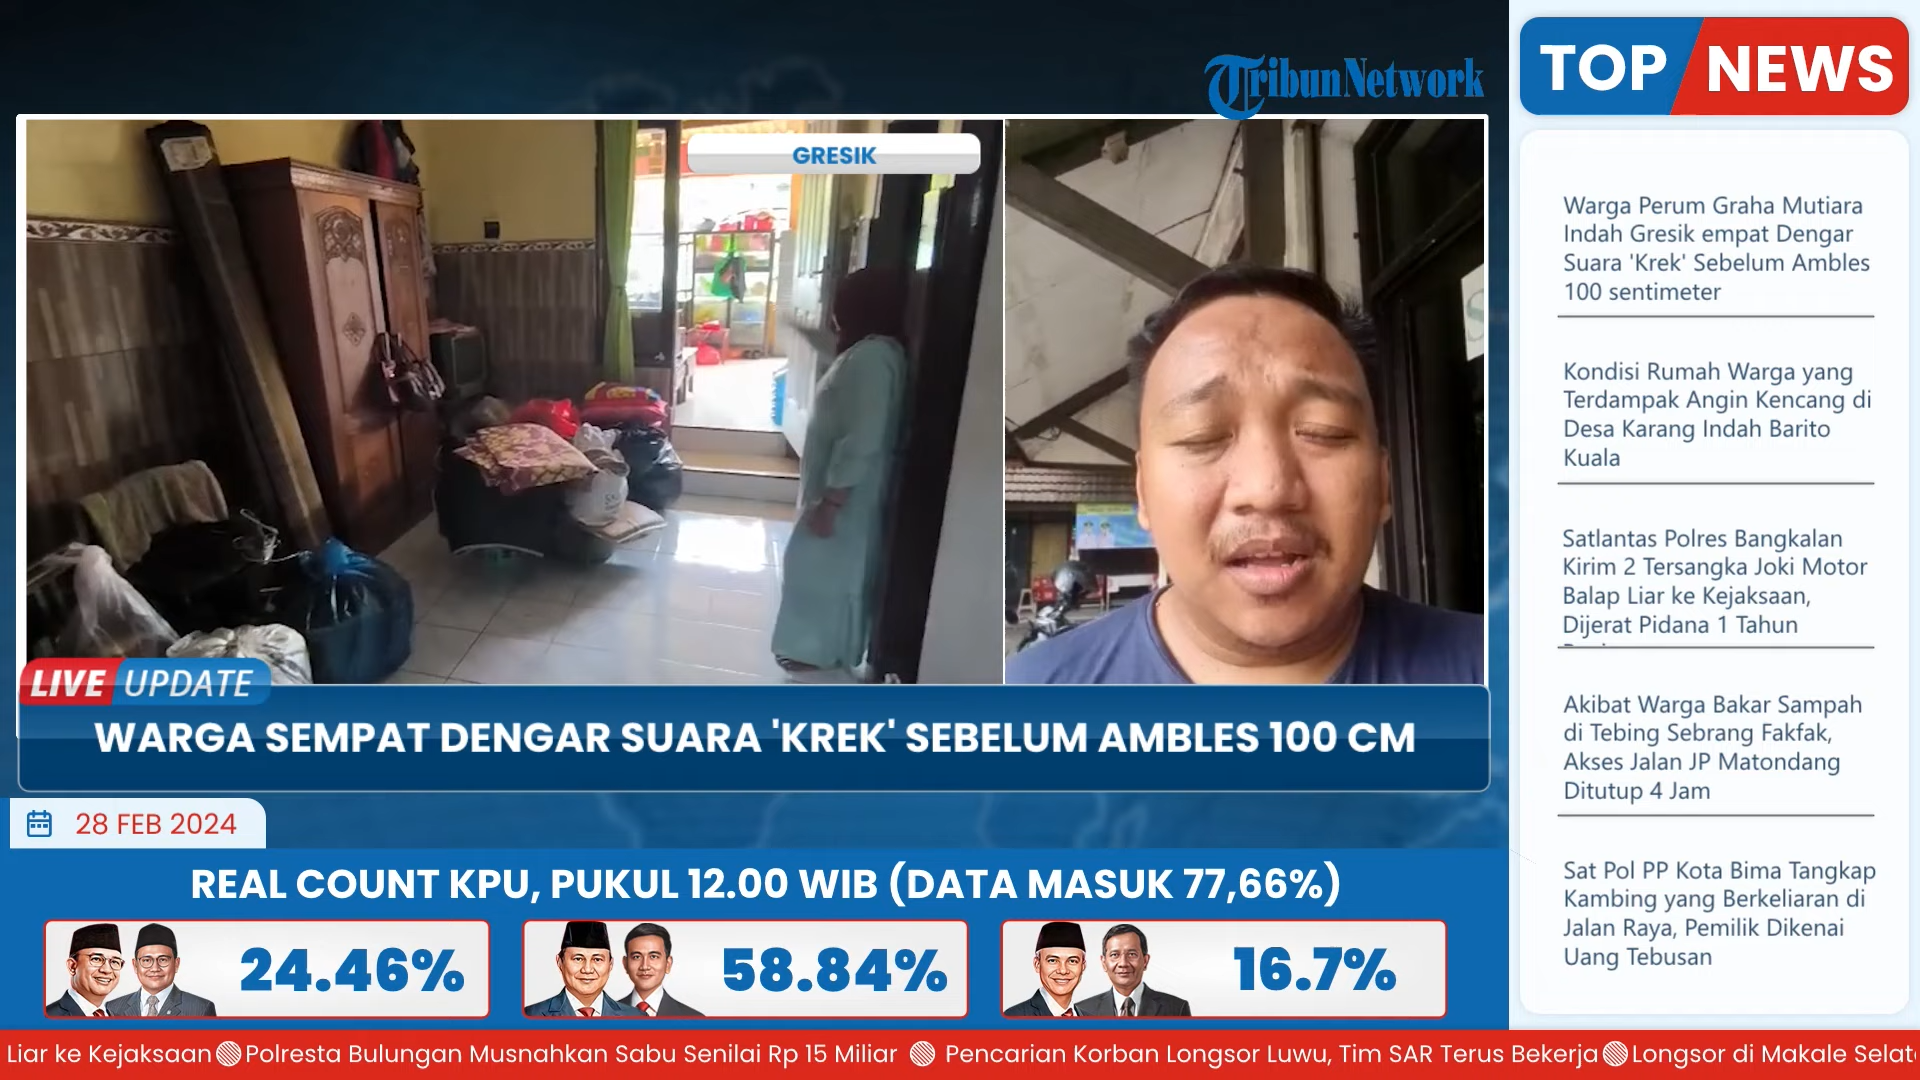 TribunNetwork
TOP NEWS
GRESIK
LIVE UPDATE
WARGA SEMPAT DENGAR SUARA 'KREK' SEBELUM AMBLES 100 CM
28 FEB 2024
REAL COUNT KPU, PUKUL 12.00 WIB (DATA MASUK 77,66%)
24.46%
58.84%
16.7%
Warga Perum Graha Mutiara
Indah Gresik empat Dengar
Suara 'Krek' Sebelum Ambles
100 sentimeter
Kondisi Rumah Warga yang
Terdampak Angin Kencang di
Desa Karang Indah Barito
Kuala
Satlantas Polres Bangkalan
Kirim 2 Tersangka Joki Motor
Balap Liar ke Kejaksaan,
Dijerat Pidana 1 Tahun
Akibat Warga Bakar Sampah
di Tebing Sebrang Fakfak,
Akses Jalan JP Matondang
Ditutup 4 Jam
Sat Pol PP Kota Bima Tangkap
Kambing yang Berkeliaran di
Jalan Raya, Pemilik Dikenai
Uang Tebusan
Liar ke Kejaksaan Polresta Bulungan Musnahkan Sabu Senilai Rp 15 Miliar Pencarian Korban Longsor Luwu, Tim SAR Terus Bekerja Longsor di Makale Selat